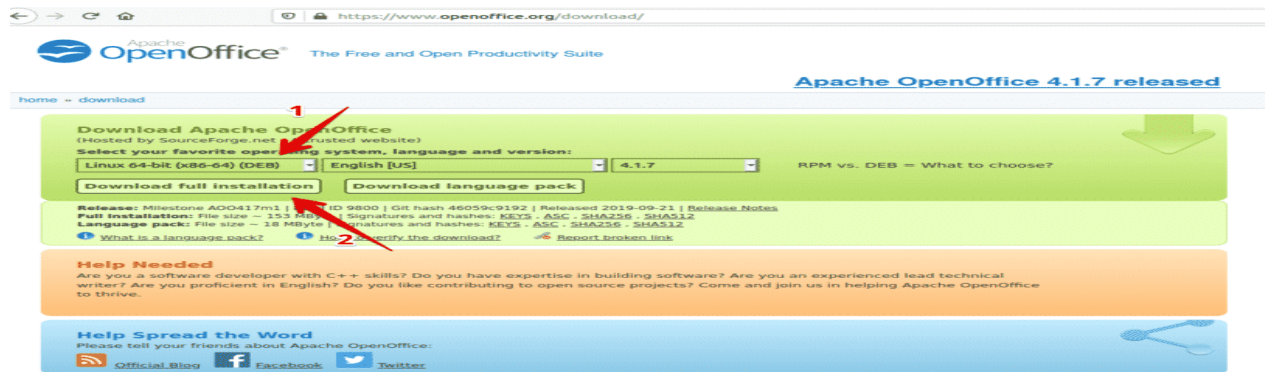 https://www.openoffice.org/download/
Apache
OpenOffice® The Free and Open Productivity Suite
Apache OpenOffice 4.1.7 released
home » download
1
Download Apache OpenOffice
(Hosted by SourceForge.net trusted website)
Select your favorite operating system, language and version:
Linux 64-bit (x86-64) (DEB) English [US] 4.1.7 RPM vs. DEB = What to choose?
Download full installation Download language pack
Release: Milestone AOO417m1 | ID 9800 | Git hash 46059c9192 | Released 2019-09-21 | Release Notes
Full Installation: File size ~ 153 MByte | Signatures and hashes: KEYS . ASC . SHA256 . SHA512
Language pack: File size ~ 18 MByte | Signatures and hashes: KEYS . ASC . SHA256 . SHA512
What is a language pack? How verify the download? Report broken link
2
Help Needed
Are you a software developer with C++ skills? Do you have expertise in building software? Are you an experienced lead technical
writer? Are you proficient in English? Do you like contributing to open source projects? Come and join us in helping Apache OpenOffice
to thrive.
Help Spread the Word
Please tell your friends about Apache OpenOffice:
Official Blog Facebook Twitter